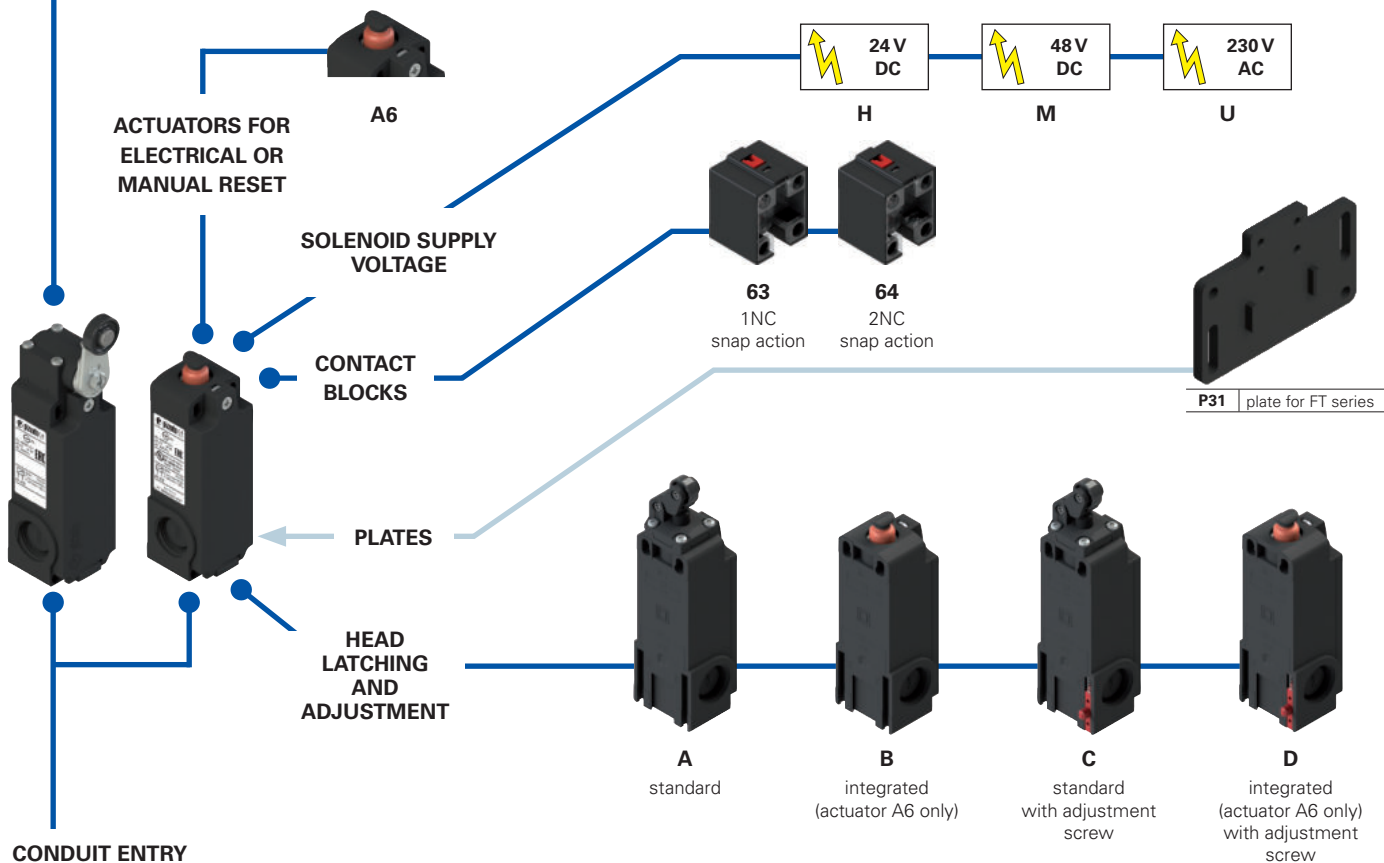 24 V
DC
48 V
DC
230 V
AC
A6
H
M
U
ACTUATORS FOR
ELECTRICAL OR
MANUAL RESET
SOLENOID SUPPLY
VOLTAGE
63
1NC
snap action
64
2NC
snap action
CONTACT
BLOCKS
P31 plate for FT series
PLATES
HEAD
LATCHING
AND
ADJUSTMENT
A
standard
B
integrated
(actuator A6 only)
C
standard
with adjustment
screw
D
integrated
(actuator A6 only)
with adjustment
screw
CONDUIT ENTRY